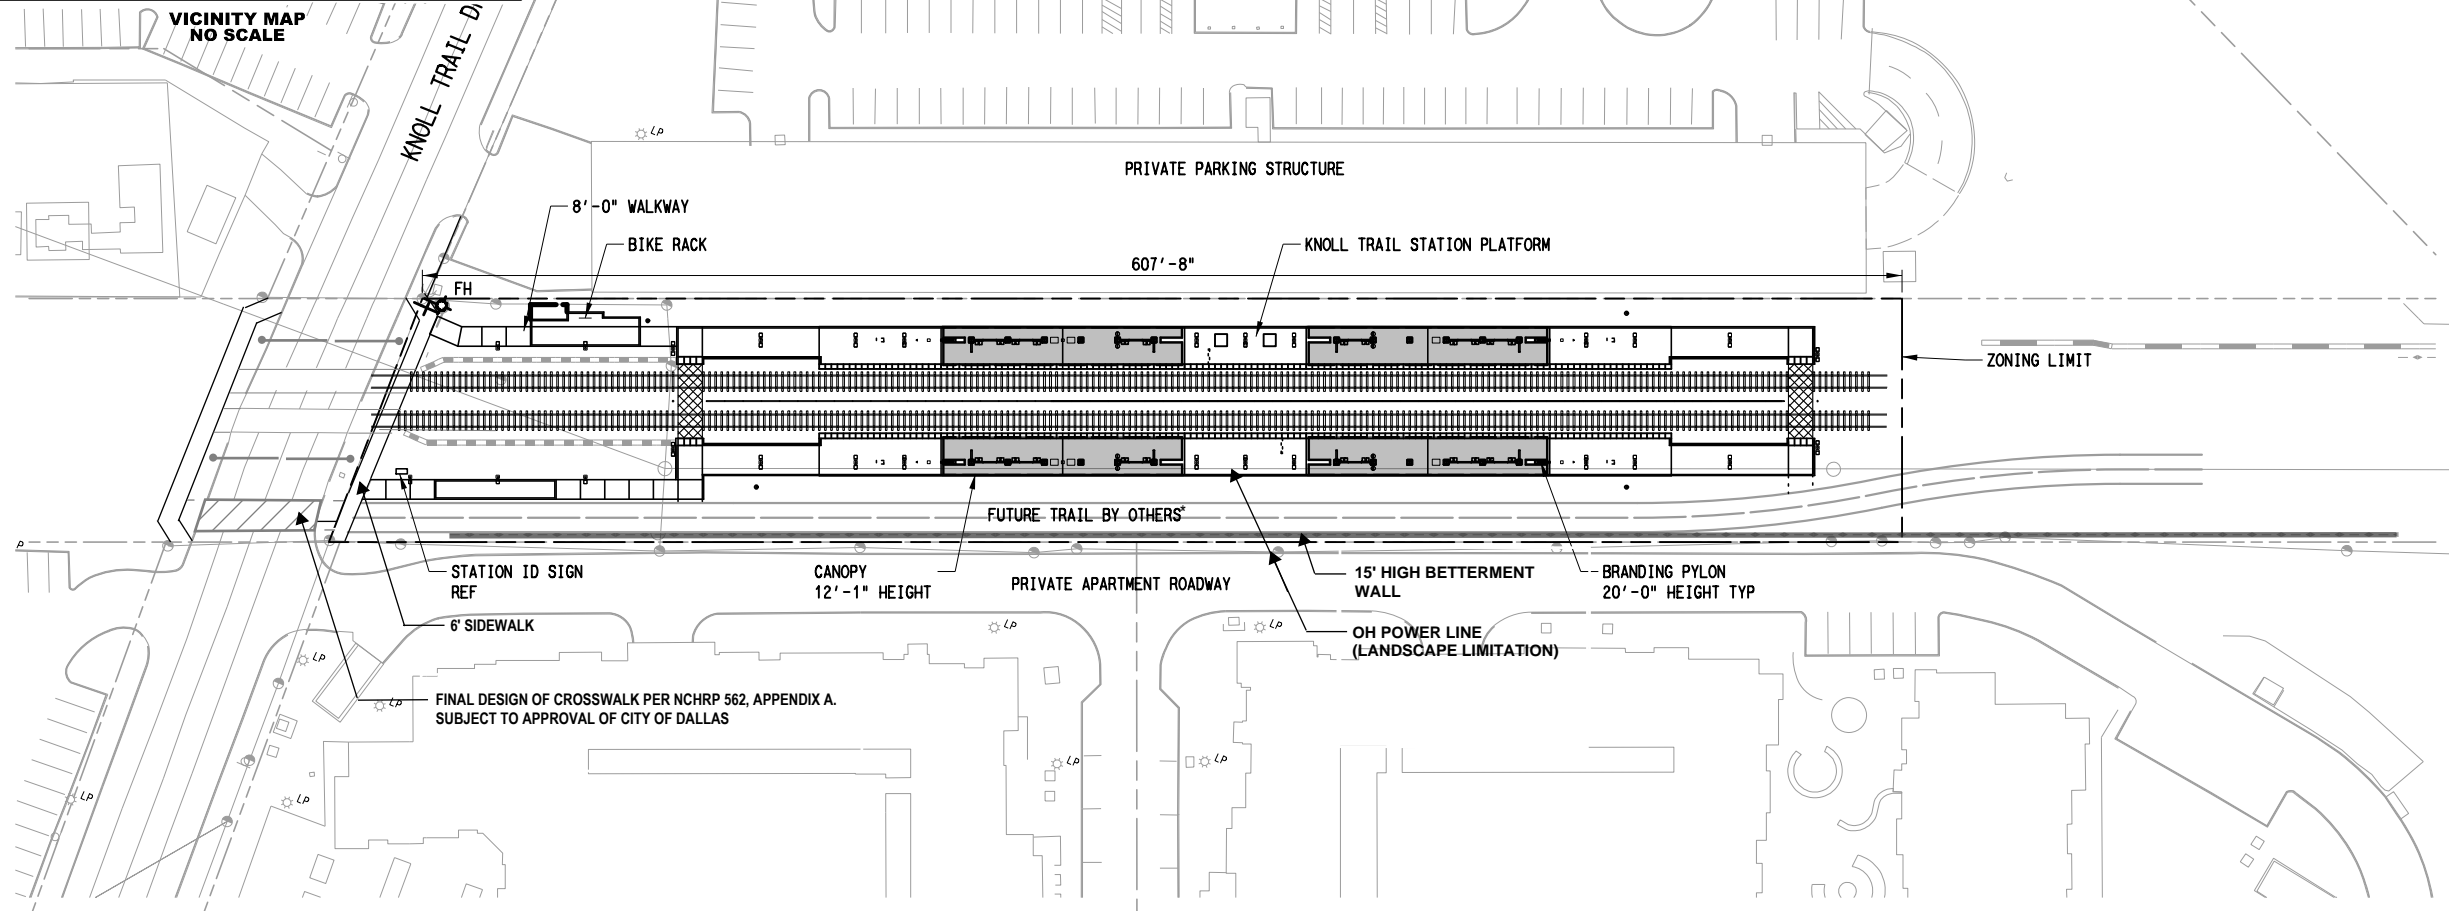 VICINITY MAP
NO SCALE
KNOLL TRAIL
LP
PRIVATE PARKING STRUCTURE
8'-0" WALKWAY
BIKE RACK
KNOLL TRAIL STATION PLATFORM
607'-8"
FH
ZONING LIMIT
FUTURE TRAIL BY OTHERS*
STATION ID SIGN
REF
CANOPY
12'-1" HEIGHT
PRIVATE APARTMENT ROADWAY
15' HIGH BETTERMENT
WALL
BRANDING PYLON
20'-0" HEIGHT TYP
6' SIDEWALK
LP
LP
OH POWER LINE
(LANDSCAPE LIMITATION)
LP
LP
FINAL DESIGN OF CROSSWALK PER NCHRP 562, APPENDIX A.
SUBJECT TO APPROVAL OF CITY OF DALLAS
LP
LP
LP
LP